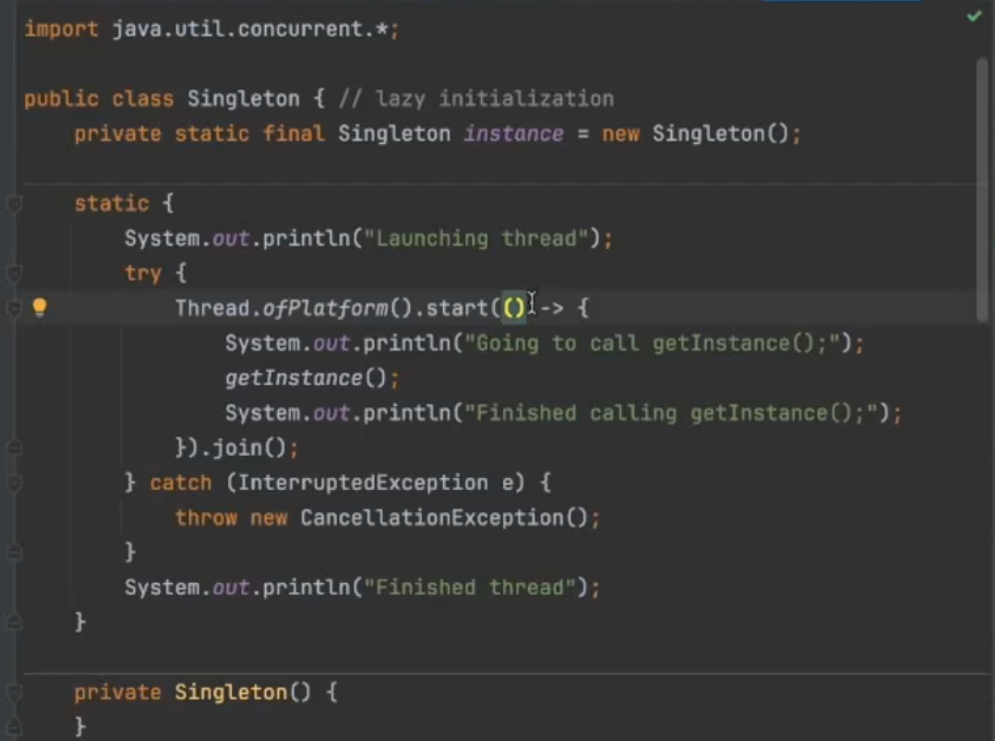 import java.util.concurrent.*;
public class Singleton { // lazy initialization
private static final Singleton instance = new Singleton();
static {
System.out.println("Launching thread");
try {
Thread.ofPlatform().start(() -> {
System.out.println("Going to call getInstance();");
getInstance();
System.out.println("Finished calling getInstance();");
}).join();
} catch (InterruptedException e) {
throw new CancellationException();
}
System.out.println("Finished thread");
}
private Singleton() {
}